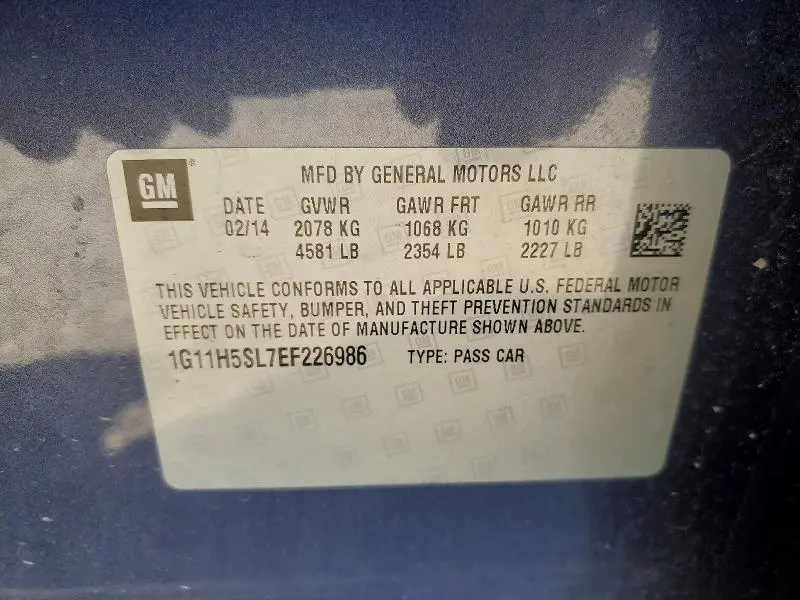 GM ®
MFD BY GENERAL MOTORS LLC
DATE GVWR GAWR FRT GAWR RR
02/14 2078 KG 1068 KG 1010 KG
4581 LB 2354 LB 2227 LB
THIS VEHICLE CONFORMS TO ALL APPLICABLE U.S. FEDERAL MOTOR
VEHICLE SAFETY, BUMPER, AND THEFT PREVENTION STANDARDS IN
EFFECT ON THE DATE OF MANUFACTURE SHOWN ABOVE.
1G11H5SL7EF226986 TYPE: PASS CAR